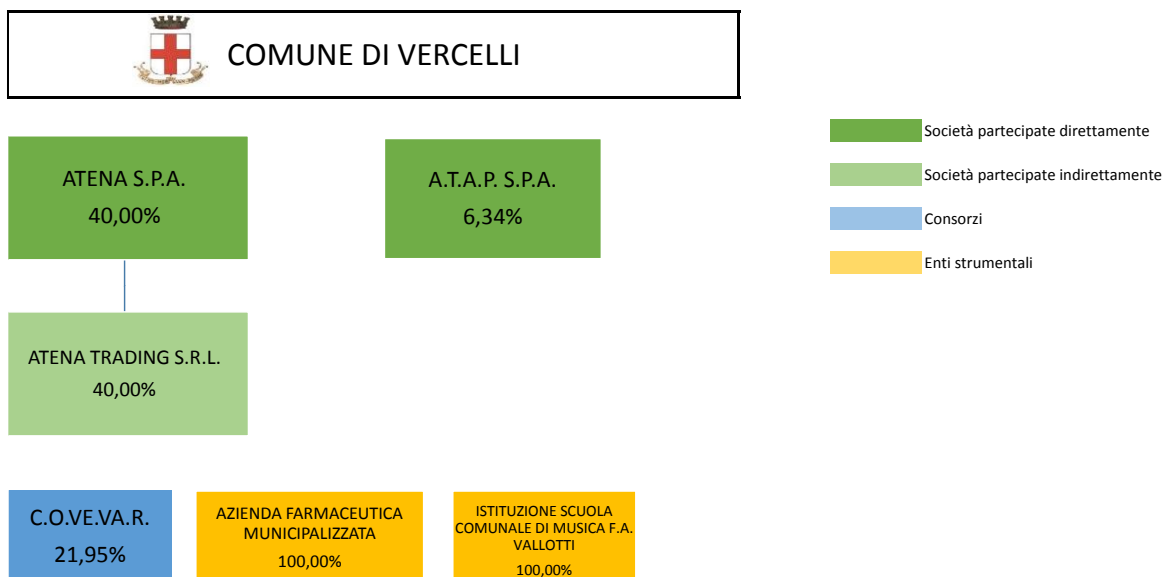 COMUNE DI VERCELLI
ATENA S.P.A.
40,00%
A.T.A.P. S.P.A.
6,34%
Società partecipate direttamente
Società partecipate indirettamente
Consorzi
Enti strumentali
ATENA TRADING S.R.L.
40,00%
C.O.VE.VA.R.
21,95%
AZIENDA FARMACEUTICA
MUNICIPALIZZATA
100,00%
ISTITUZIONE SCUOLA
COMUNALE DI MUSICA F.A.
VALLOTTI
100,00%